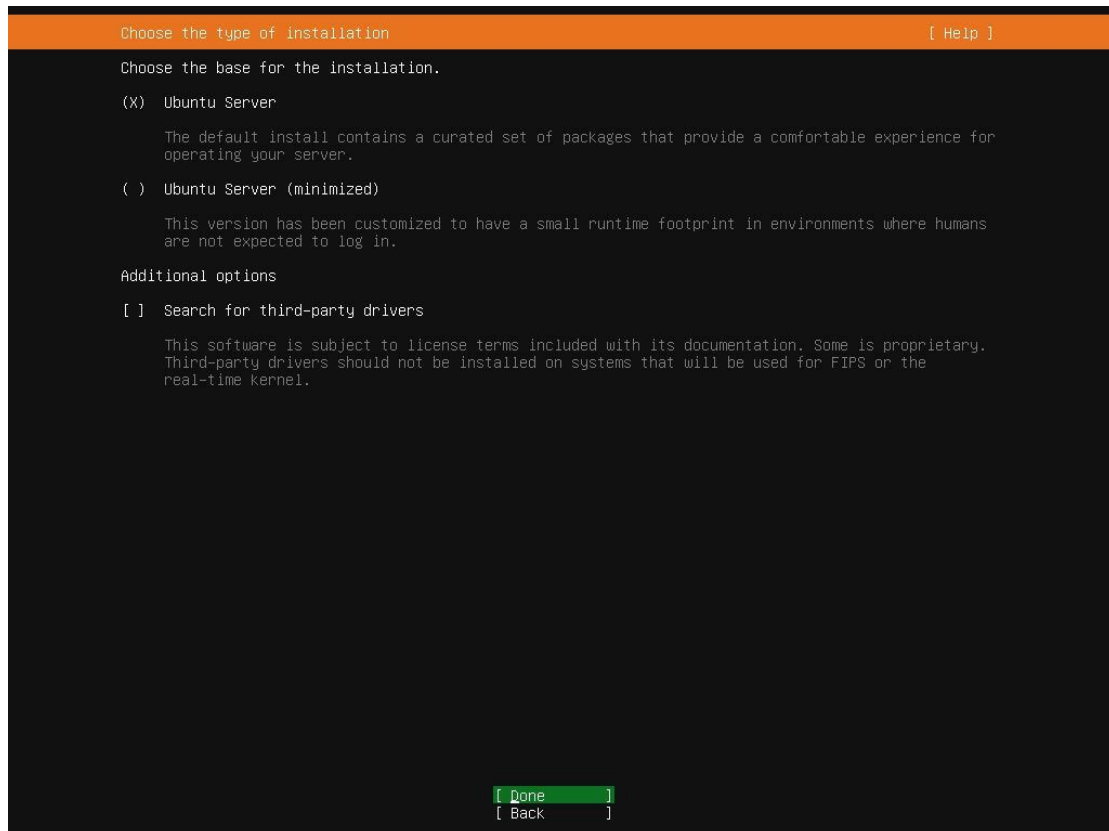 Choose the type of installation [ Help ]
Choose the base for the installation.
(X) Ubuntu Server
The default install contains a curated set of packages that provide a comfortable experience for
operating your server.
( ) Ubuntu Server (minimized)
This version has been customized to have a small runtime footprint in environments where humans
are not expected to log in.
Additional options
[ ] Search for third-party drivers
This software is subject to license terms included with its documentation. Some is proprietary.
Third-party drivers should not be installed on systems that will be used for FIPS or the
real-time kernel.
[ Done ]
[ Back ]